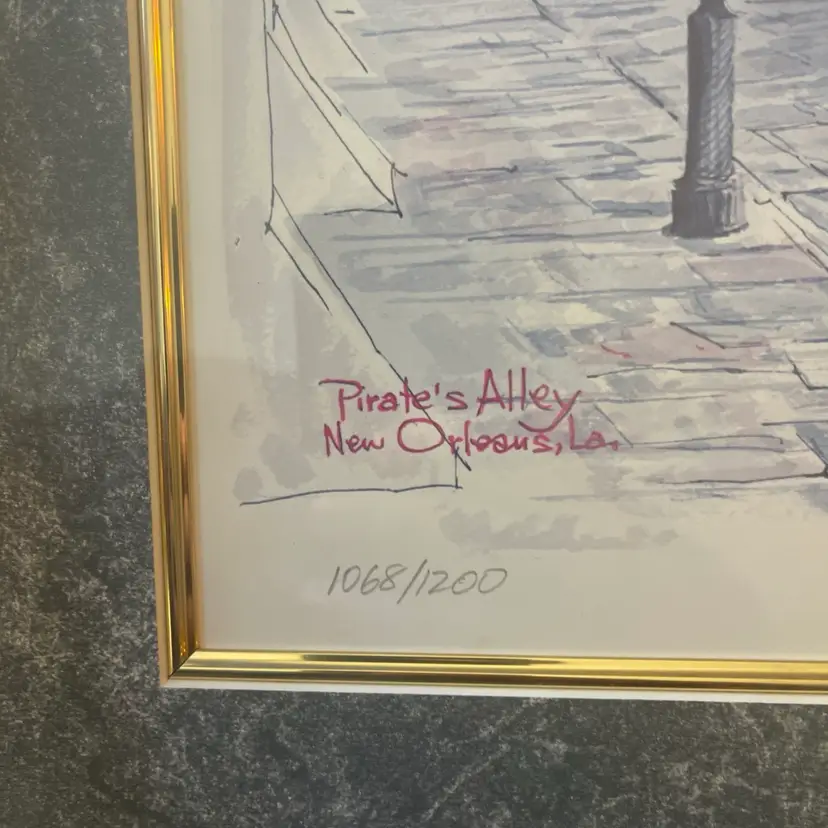 Pirate's Alley
New Orleans, La.
1068/1200